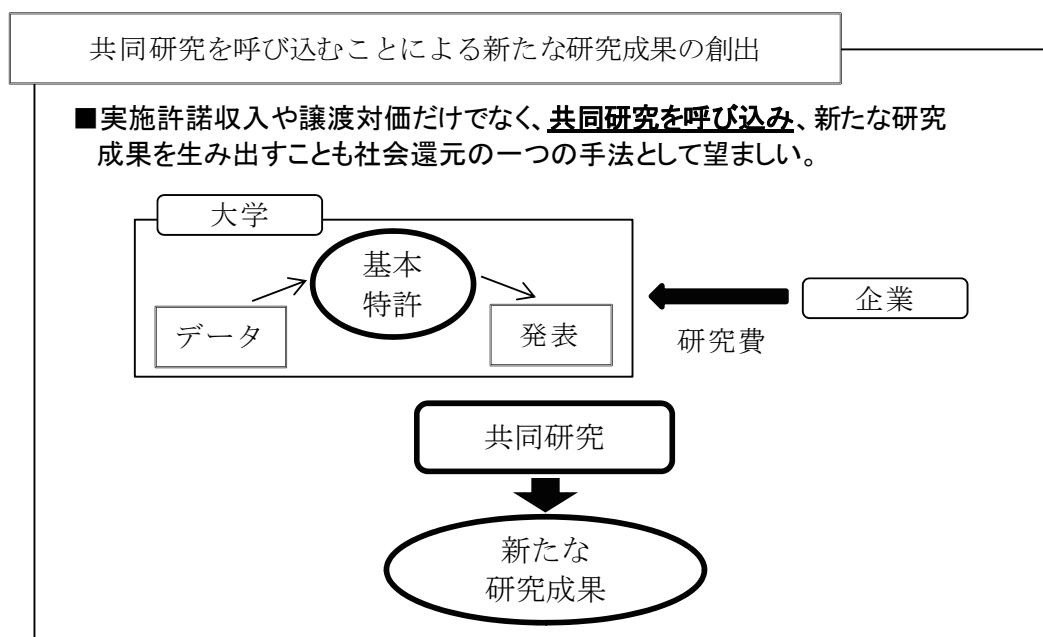 共同研究を呼び込むことによる新たな研究成果の創出
■実施許諾収入や譲渡対価だけでなく、共同研究を呼び込み、新たな研究
成果を生み出すことも社会還元の一つの手法として望ましい。
大学
基本
特許
データ
発表
企業
研究費
共同研究
新たな
研究成果